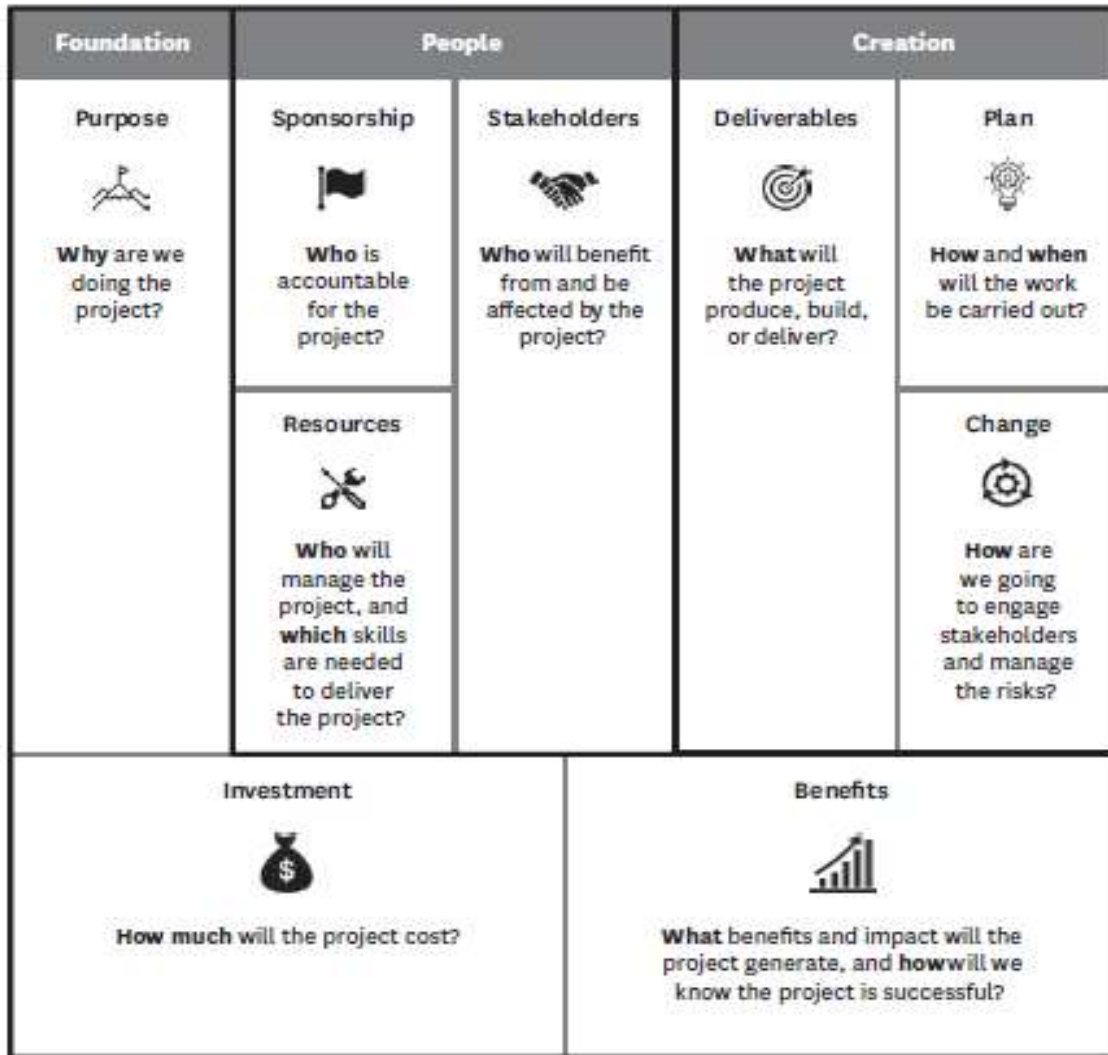 Foundation
People
Creation
Purpose
Why are we
doing the
project?
Sponsorship
Who is
accountable
for the
project?
Resources
Who will
manage the
project, and
which skills
are needed
to deliver
the project?
Stakeholders
Who will benefit
from and be
affected by the
project?
Deliverables
What will
the project
produce, build,
or deliver?
Plan
How and when
will the work
be carried out?
Change
How are
we going
to engage
stakeholders
and manage
the risks?
Investment
$
How much will the project cost?
Benefits
What benefits and impact will the
project generate, and how will we
know the project is successful?